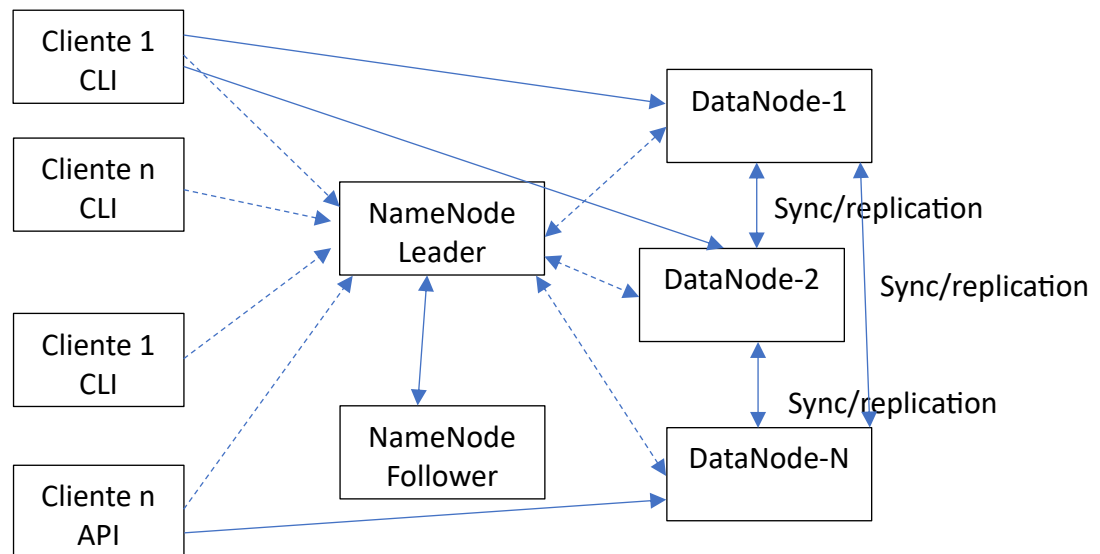 Cliente 1
CLI
Cliente n
CLI
Cliente 1
CLI
Cliente n
API
NameNode
Leader
NameNode
Follower
DataNode-1
Sync/replication
DataNode-2
Sync/replication
Sync/replication
DataNode-N